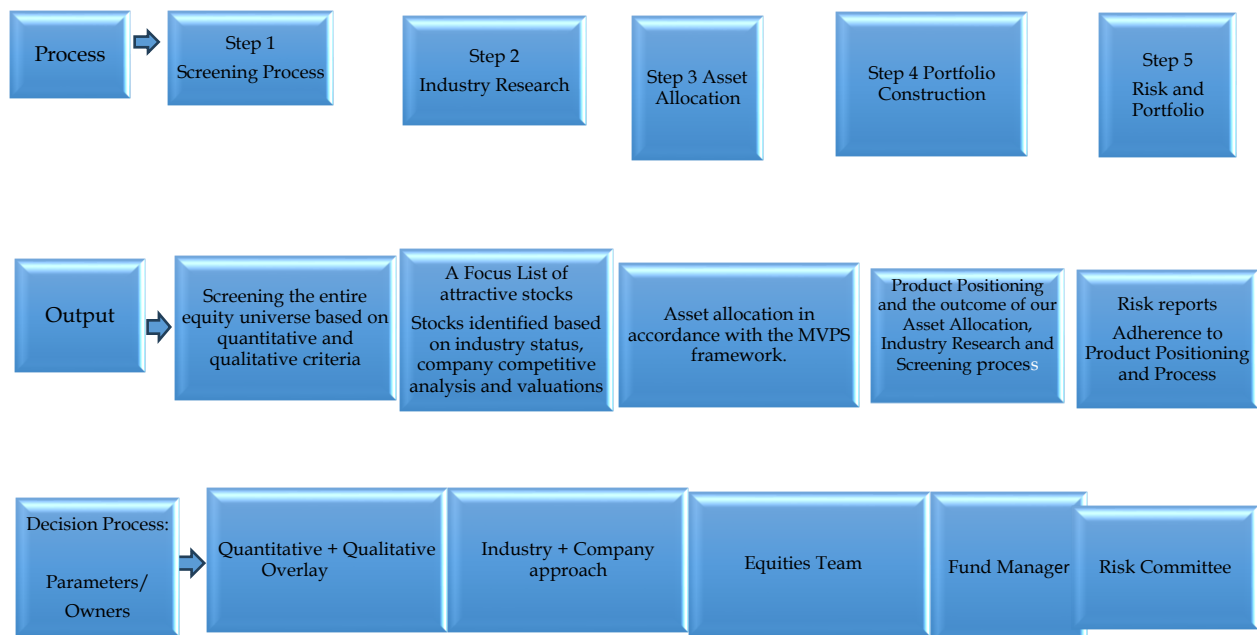 Process
Step 1
Screening Process
Step 2
Industry Research
Step 3 Asset
Allocation
Step 4 Portfolio
Construction
Step 5
Risk and
Portfolio
Output
Screening the entire
equity universe based on
quantitative and
qualitative criteria
A Focus List of
attractive stocks
Stocks identified based
on industry status,
company competitive
analysis and valuations
Asset allocation in
accordance with the MVPS
framework.
Product Positioning
and the outcome of our
Asset Allocation,
Industry Research and
Screening process
Risk reports
Adherence to
Product Positioning
and Process
Decision Process:
Parameters/
Owners
Quantitative + Qualitative
Overlay
Industry + Company
approach
Equities Team
Fund Manager
Risk Committee